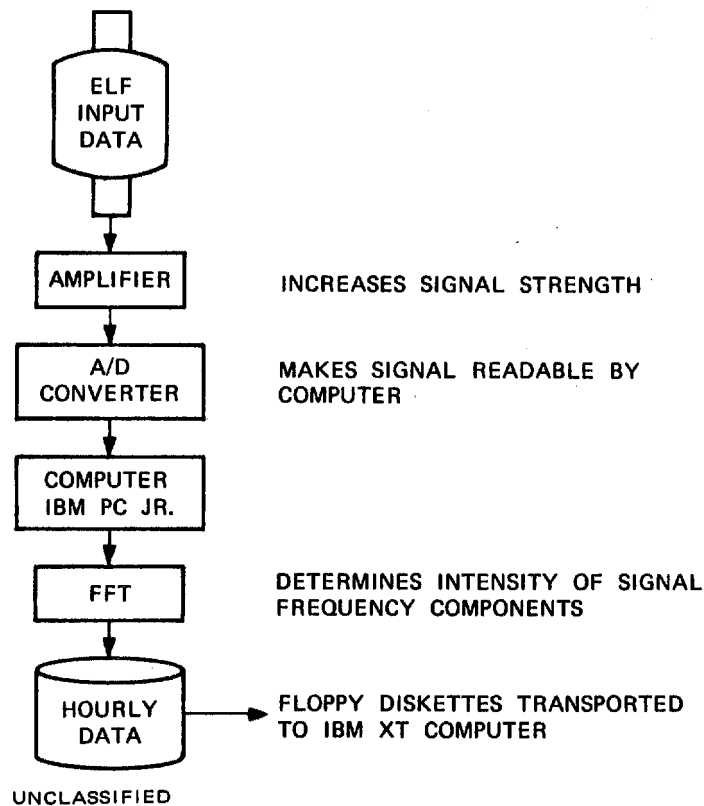 ELF
INPUT
DATA
AMPLIFIER
INCREASES SIGNAL STRENGTH
A/D
CONVERTER
MAKES SIGNAL READABLE BY
COMPUTER
COMPUTER
IBM PC JR.
FFT
DETERMINES INTENSITY OF SIGNAL
FREQUENCY COMPONENTS
HOURLY
DATA
FLOPPY DISKETTES TRANSPORTED
TO IBM XT COMPUTER
UNCLASSIFIED